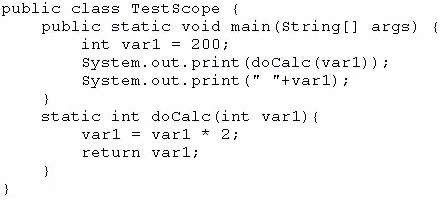 public class TestScope {
    public static void main(String[] args) {
        int var1 = 200;
        System.out.print(doCalc(var1));
        System.out.print(" "+var1);
    }
    static int doCalc(int var1){
        var1 = var1 * 2;
        return var1;
    }
}